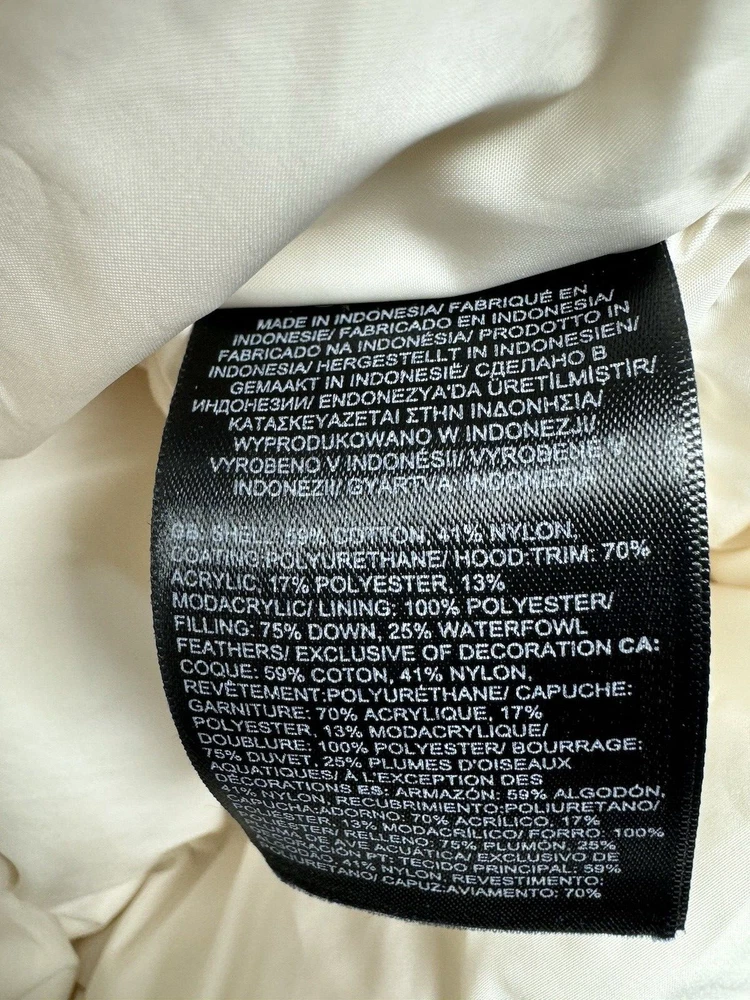 MADE IN INDONESIA/ FABRIQUÉ EN
INDONÉSIE/ FABRICADO EN INDONESIA/
FABRICADO NA INDONÉSIA/ PRODOTTO IN
INDONESIA/ HERGESTELLT IN INDONESIEN/
GEMAAKT IN INDONESIË/ СДЕЛАНО В
ИНДОНЕЗИИ/ ENDONEZYA'DA ÜRETİLMİŞTİR/
ΚΑΤΑΣΚΕΥΑΖΕΤΑΙ ΣΤΗΝ ΙΝΔΟΝΗΣΙΑ/
WYPRODUKOWANO W INDONEZJI/
VYROBENO V INDONÉSII/ VYROBENÉ V
INDONÉZII/ GYÁRTVA:
GB: SHELL: 59% COTTON, 41% NYLON,
COATING:POLYURETHANE/ HOOD:TRIM: 70%
ACRYLIC, 17% POLYESTER, 13%
MODACRYLIC/ LINING: 100% POLYESTER/
FILLING: 75% DOWN, 25% WATERFOWL
FEATHERS/ EXCLUSIVE OF DECORATION CA:
COQUE: 59% COTON, 41% NYLON,
REVÊTEMENT:POLYURÉTHANE/ CAPUCHE:
GARNITURE: 70% ACRYLIQUE, 17%
POLYESTER, 13% MODACRYLIQUE/
DOUBLURE: 100% POLYESTER/ BOURRAGE:
75% DUVET, 25% PLUMES D'OISEAUX
AQUATIQUES/ À L'EXCEPTION DES
DÉCORATIONS ES: ARMAZÓN: 59% ALGODÓN,
41% NYLON, RECUBRIMIENTO:POLIURETANO/
CAPUCHA:ADORNO: 70% ACRÍLICO, 17%
13% MODACRÍLICO/ FORRO: 100%
RELLENO: 75% PLUMÓN, 25%
DE AVE ACUÁTICA/ EXCLUSIVO DE
PT: TECIDO PRINCIPAL: 59%
41% NYLON, REVESTIMENTO:
CAPUZ:AVIAMENTO: 70%